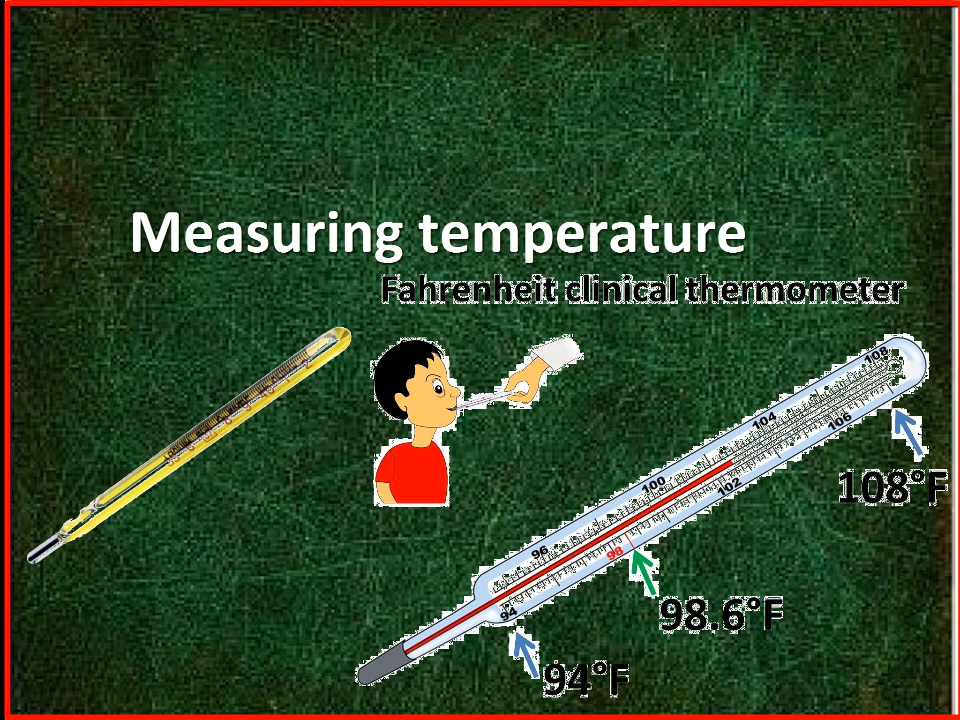 Measuring temperature
Fahrenheit clinical thermometer
108
104
106
108°F
100
102
96
98
98.6°F
94
94°F